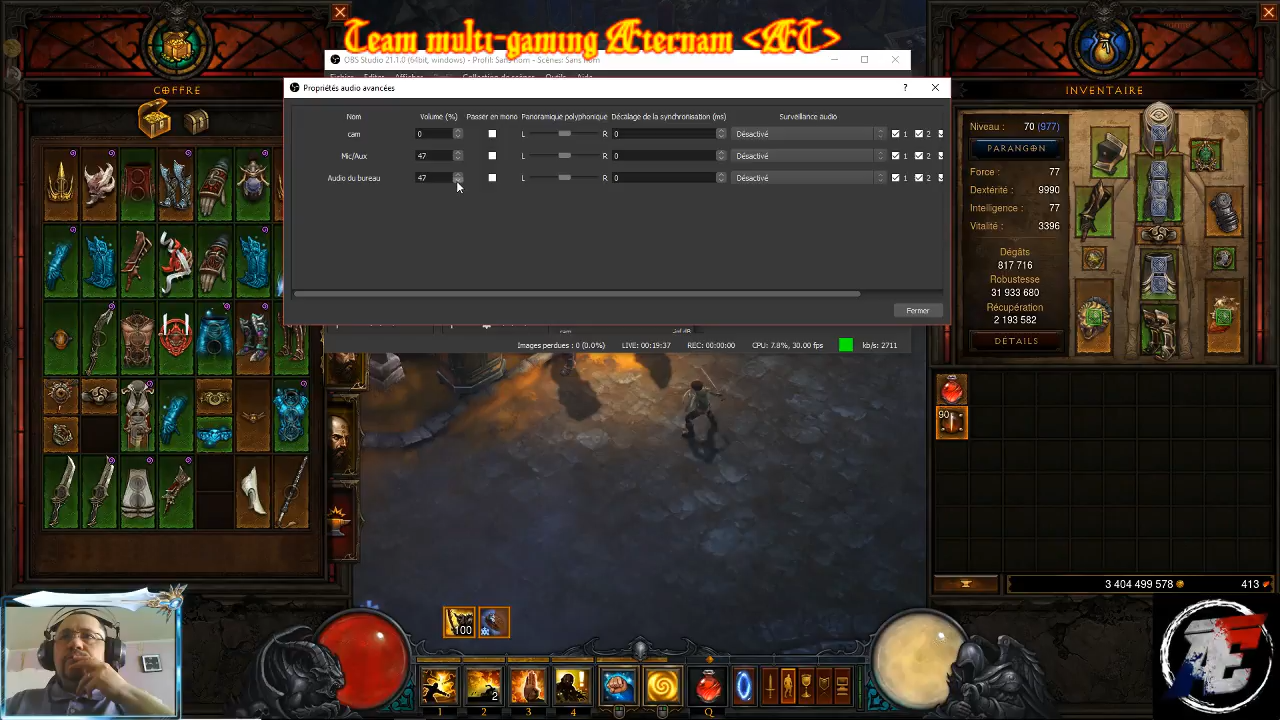 Team multi-gaming Æternam <ÆT>
OBS Studio 21.1.0 (64bit, windows) - Profil: Sans nom - Scènes: Sans nom
Propriétés audio avancées
?
COFFRE
INVENTAIRE
Nom Volume (%) Passer en mono Panoramique polyphonique Décalage de la synchronisation (ms) Surveillance audio
cam 0 L R 0 Désactivé 1 2
Mic/Aux 47 L R 0 Désactivé 1 2
Audio du bureau 47 L R 0 Désactivé 1 2
Fermer
Images perdues : 0 (0.0%) LIVE: 00:19:37 REC: 00:00:00 CPU: 7.8%, 30.00 fps kb/s: 2711
Niveau : 70 (977)
PARANGON
Force : 77
Dextérité : 9990
Intelligence : 77
Vitalité : 3396
Dégâts
817 716
Robustesse
31 933 680
Récupération
2 193 582
DÉTAILS
90
3 404 499 578 413
100
2
1 2 3 4 Q
ÆE